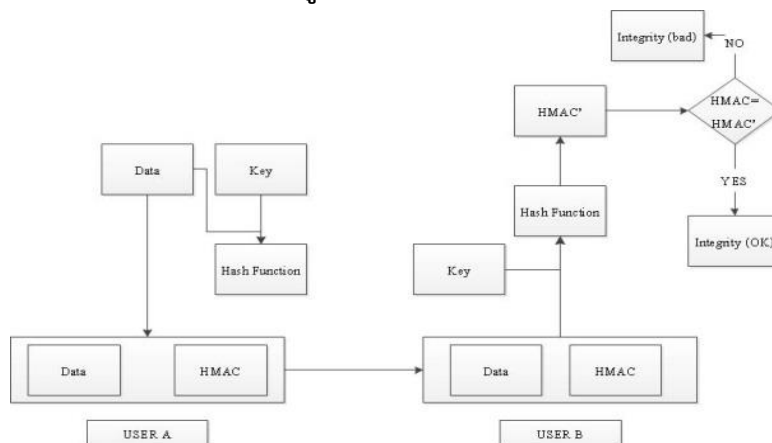 Integrity (bad)
NO
HMAC'
HMAC=
HMAC'
Data
Key
YES
Hash Function
Hash Function
Integrity (OK)
Key
Data
HMAC
Data
HMAC
USER A
USER B